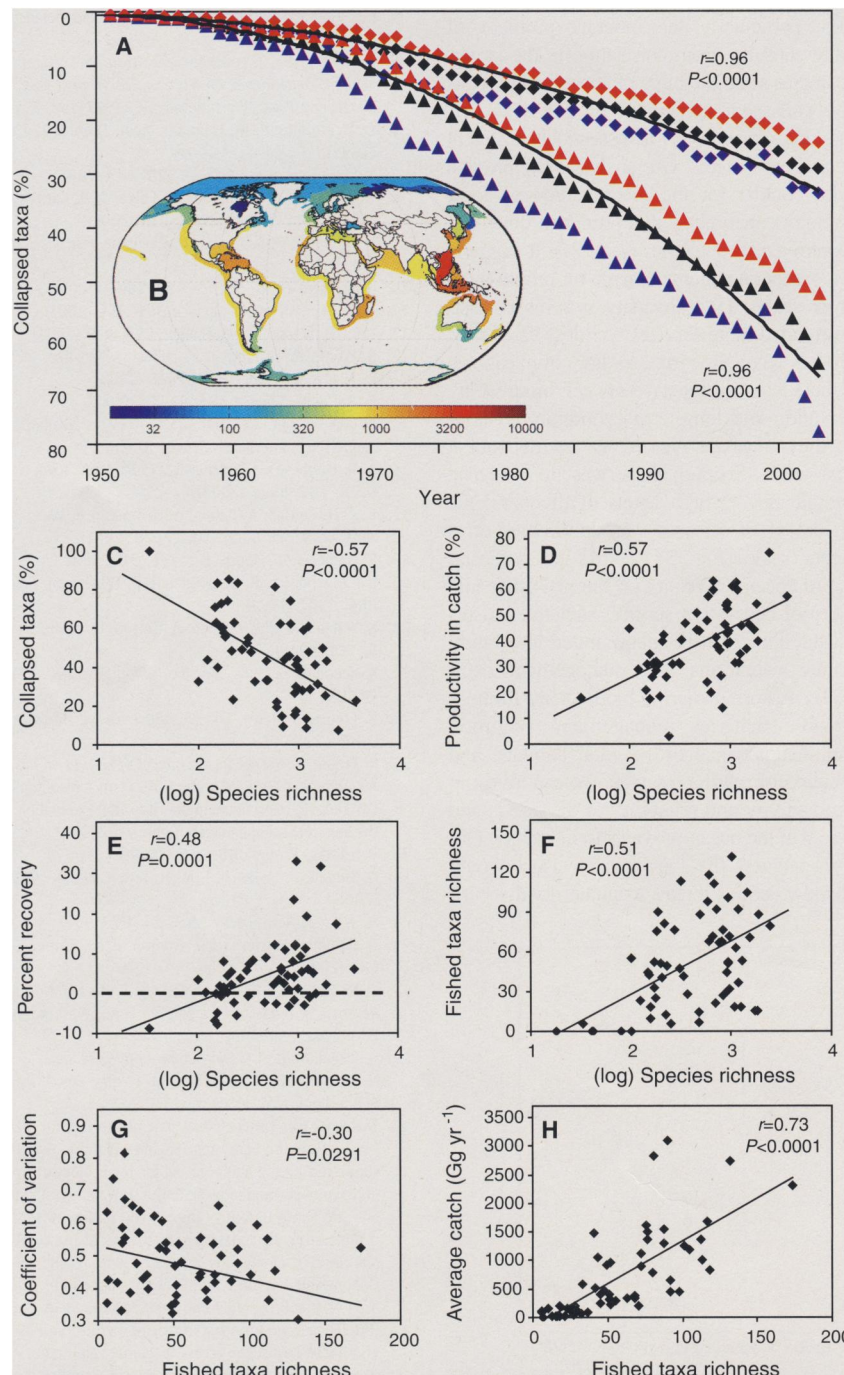 A
r=0.96
P<0.0001
Collapsed taxa (%)
0
10
20
30
40
50
60
70
80
B
32 100 320 1000 3200 10000
r=0.96
P<0.0001
1950 1960 1970 1980 1990 2000
Year
C
r=-0.57
P<0.0001
Collapsed taxa (%)
100
80
60
40
20
0
1 2 3 4
(log) Species richness
D
r=0.57
P<0.0001
Productivity in catch (%)
80
70
60
50
40
30
20
10
0
1 2 3 4
(log) Species richness
E
r=0.48
P=0.0001
Percent recovery
40
30
10
10
0
-10
1 2 3 4
(log) Species richness
F
r=0.51
P<0.0001
Fished taxa richness
150
120
90
60
30
0
1 2 3 4
(log) Species richness
G
r=-0.30
P=0.0291
Coefficient of variation
0.9
0.8
0.7
0.6
0.5
0.4
0.3
0 50 100 150 200
Fished taxa richness
H
r=0.73
P<0.0001
Average catch (Gg yr⁻¹)
3500
3000
2500
2000
1500
1000
500
0
0 50 100 150 200
Fished taxa richness